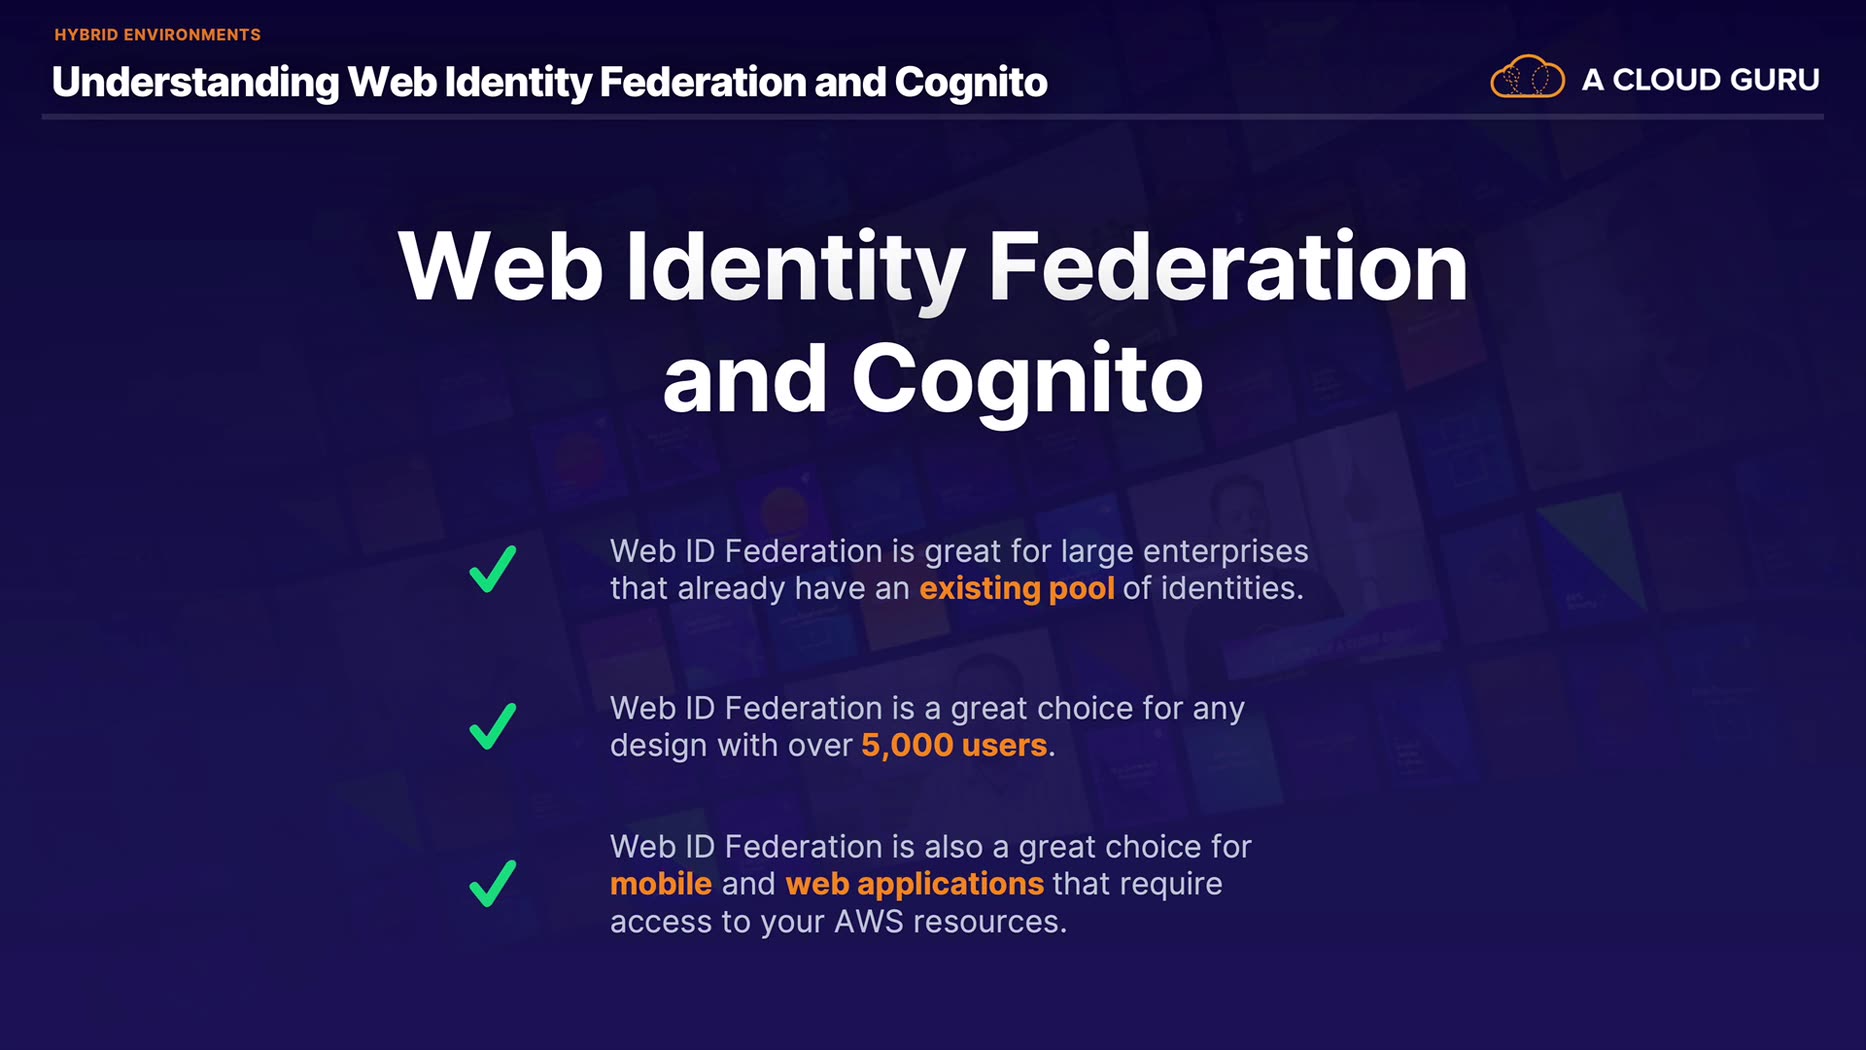 HYBRID ENVIRONMENTS
Understanding Web Identity Federation and Cognito
A CLOUD GURU
Web Identity Federation
and Cognito
Web ID Federation is great for large enterprises
that already have an existing pool of identities.
Web ID Federation is a great choice for any
design with over 5,000 users.
Web ID Federation is also a great choice for
mobile and web applications that require
access to your AWS resources.